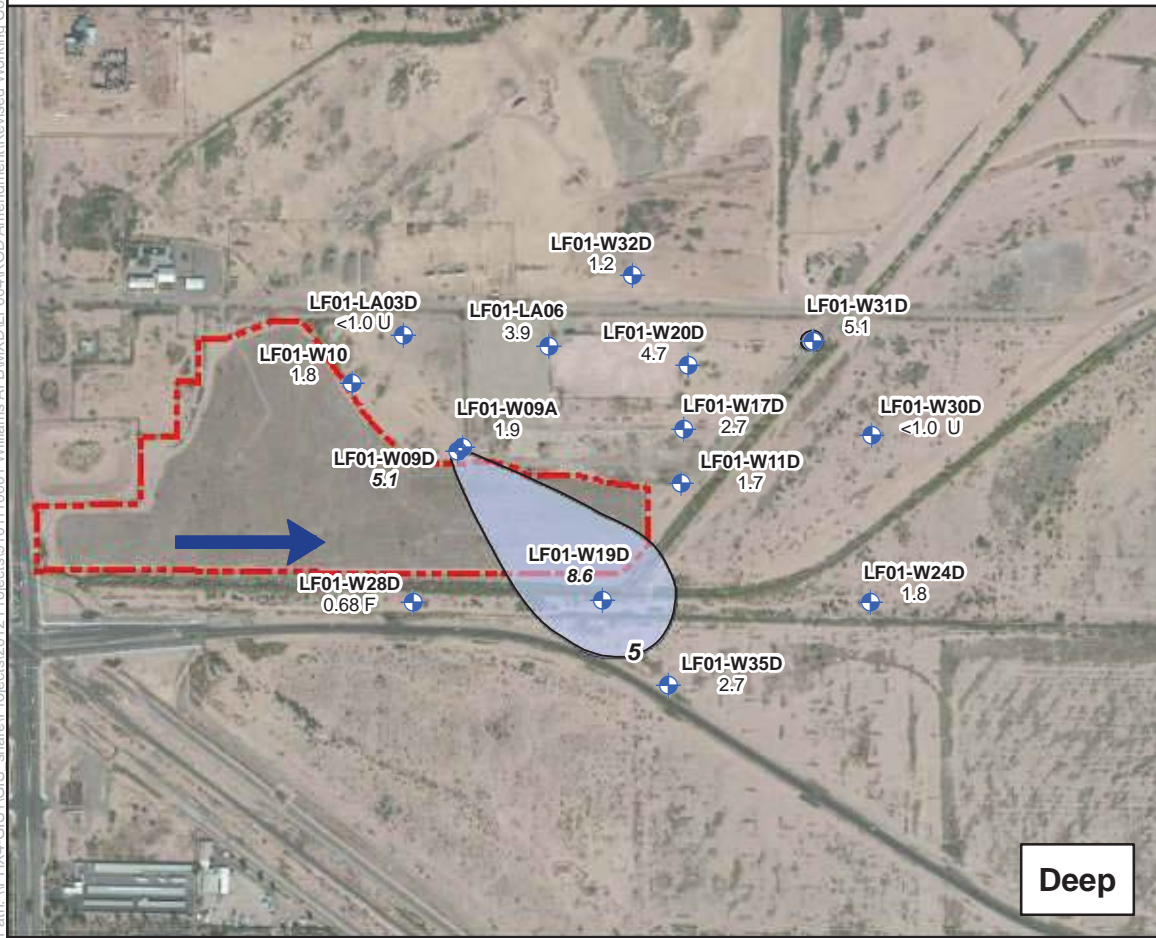 LF01-W32D
1.2
LF01-LA03D
<1.0 U
LF01-LA06
3.9
LF01-W31D
5.1
LF01-W20D
4.7
LF01-W10
1.8
LF01-W09A
1.9
LF01-W17D
2.7
LF01-W30D
<1.0 U
LF01-W09D
5.1
LF01-W11D
1.7
LF01-W19D
8.6
LF01-W28D
0.68 F
LF01-W24D
1.8
5
LF01-W35D
2.7
Deep